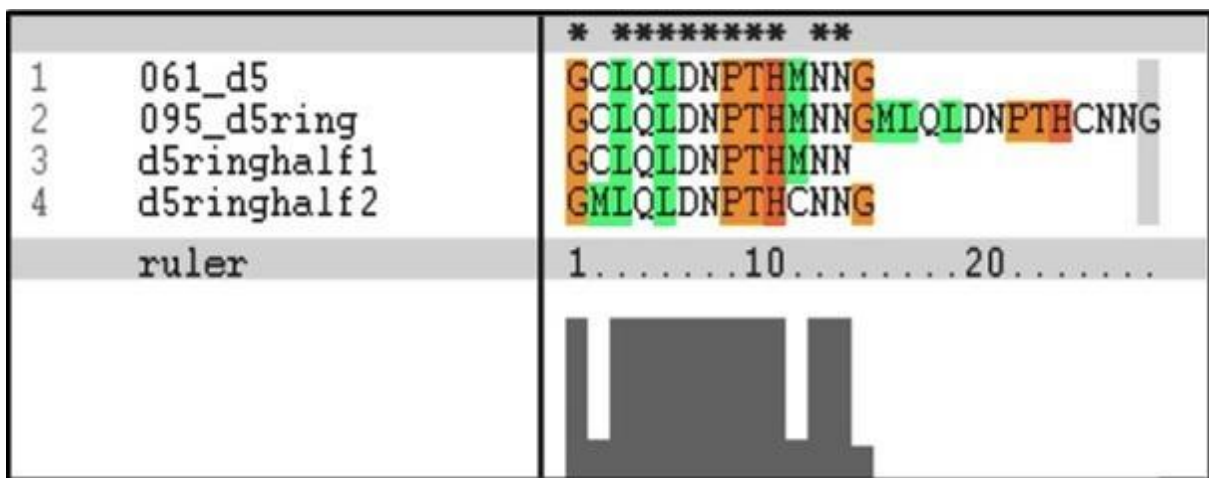 * ******** **
1 061_d5 GCLQLDNPTHMNNG
2 095_d5ring GCLQLDNPTHMNNGMLQLDNPTHCNNG
3 d5ringhalf1 GCLQLDNPTHMNN
4 d5ringhalf2 GMLQLDNPTHCNNG
ruler 1.......10........20.......